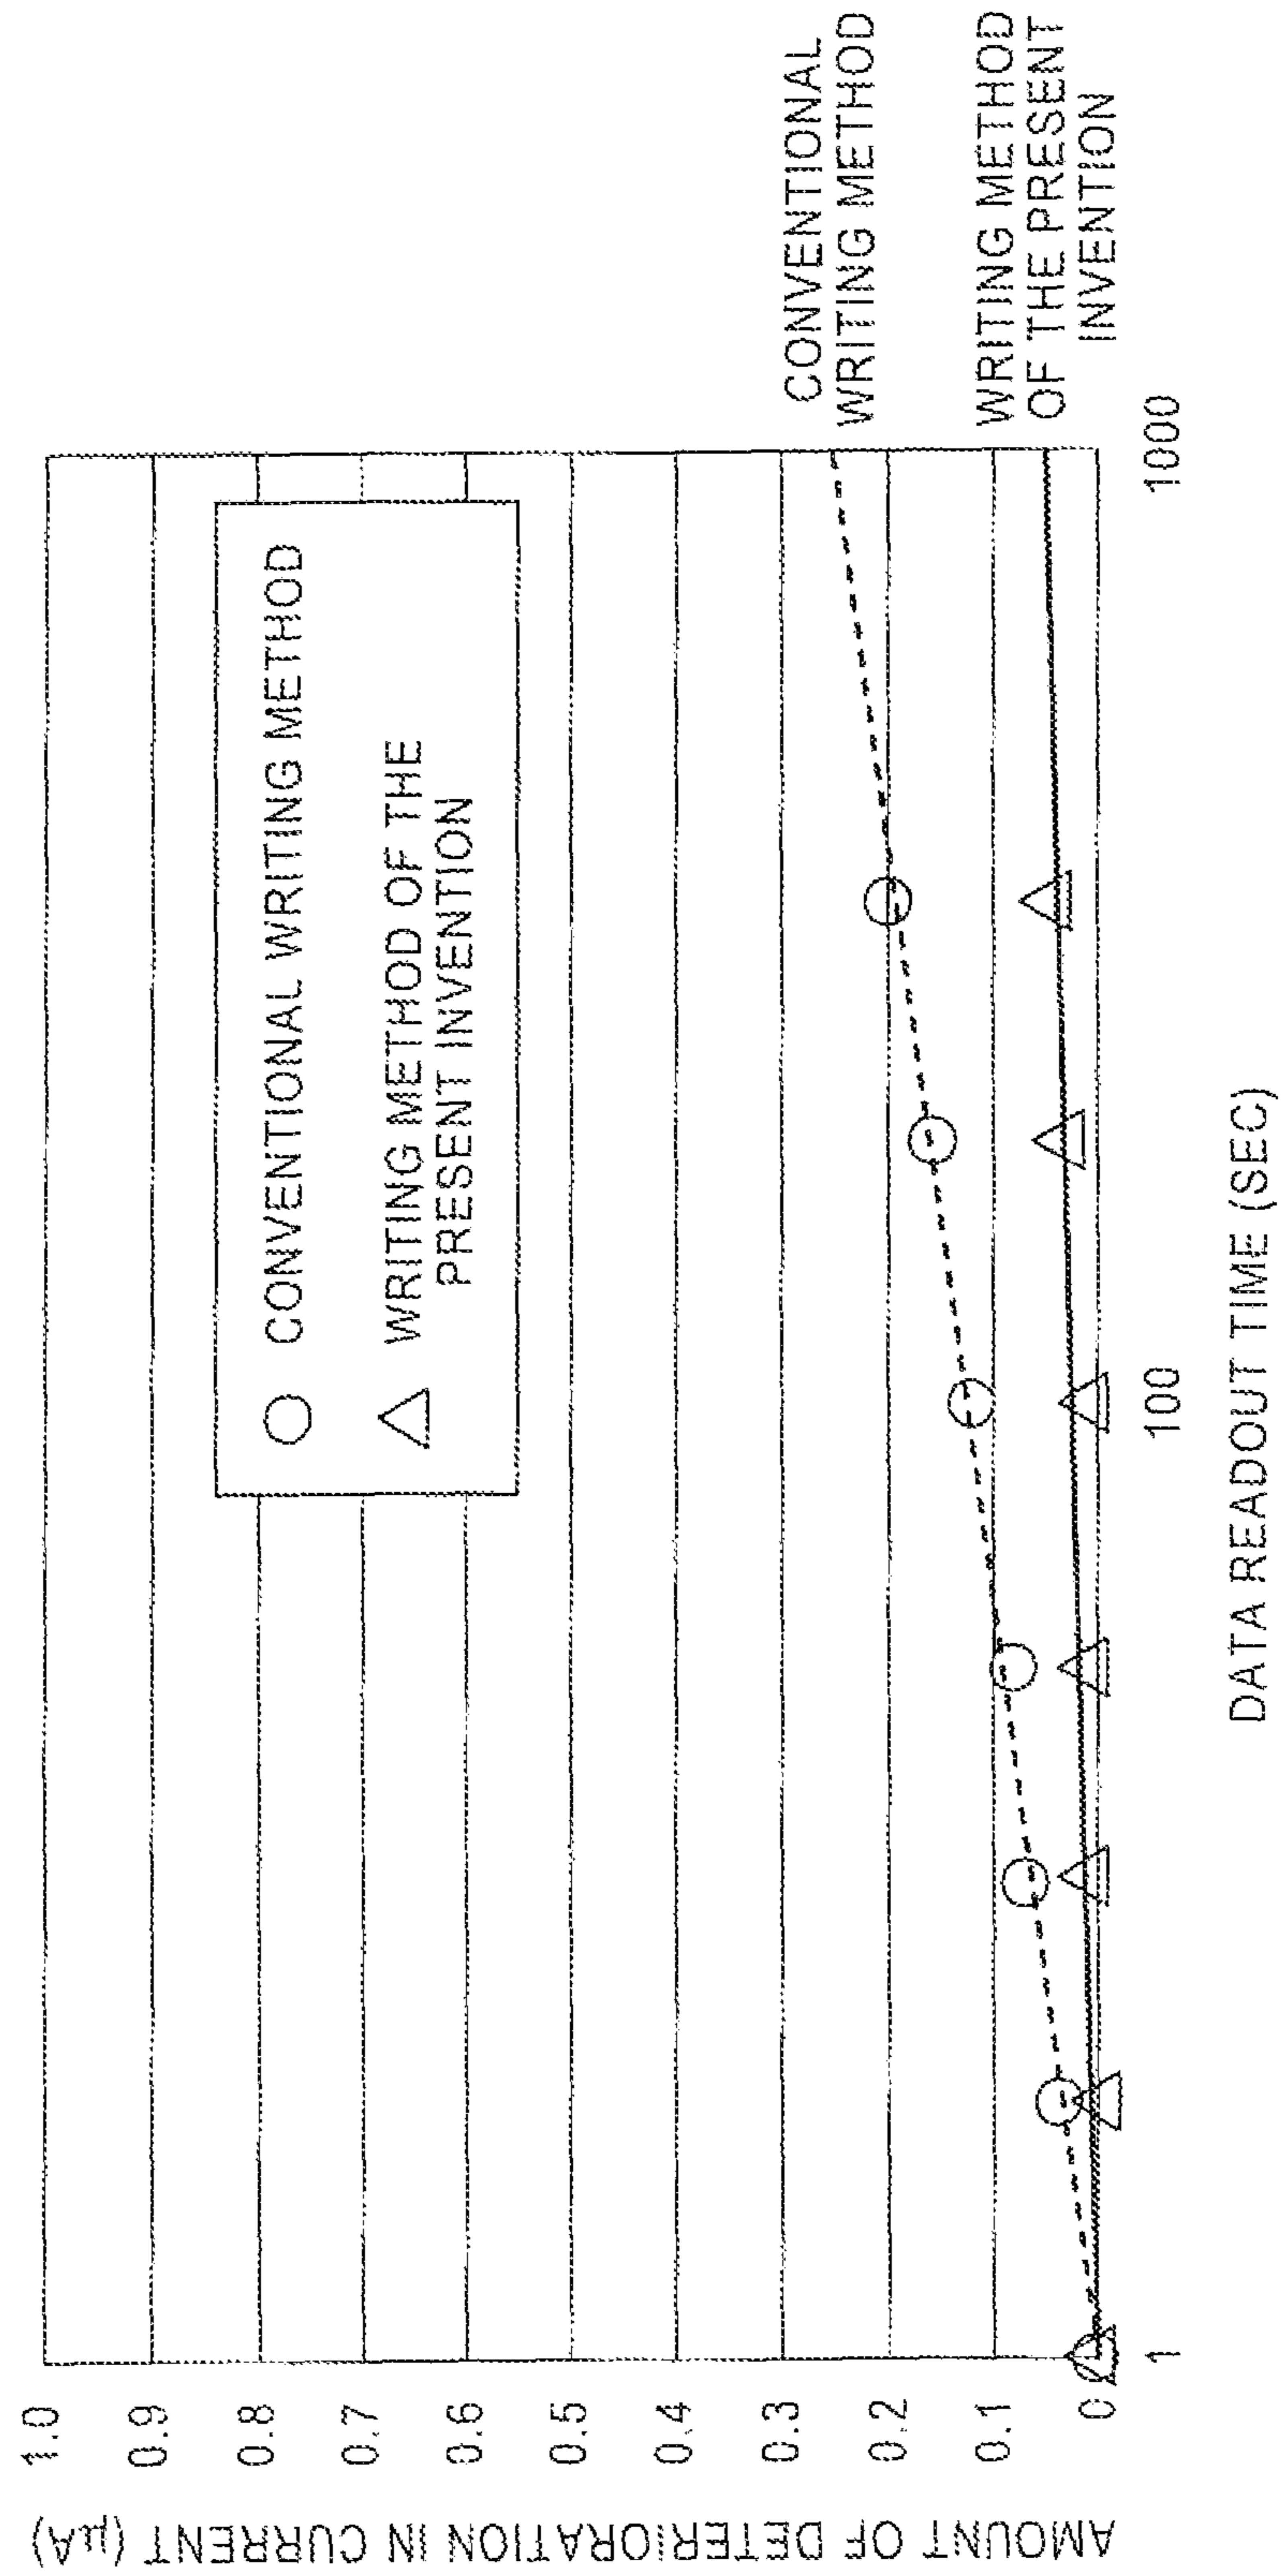 AMOUNT OF DETERIORATION IN CURRENT (μA)
1.0
0.9
0.8
0.7
0.6
0.5
0.4
0.3
0.2
0.1
0
○ CONVENTIONAL WRITING METHOD
△ WRITING METHOD OF THE
PRESENT INVENTION
CONVENTIONAL
WRITING METHOD
WRITING METHOD
OF THE PRESENT
INVENTION
1
100
1000
DATA READOUT TIME (SEC)